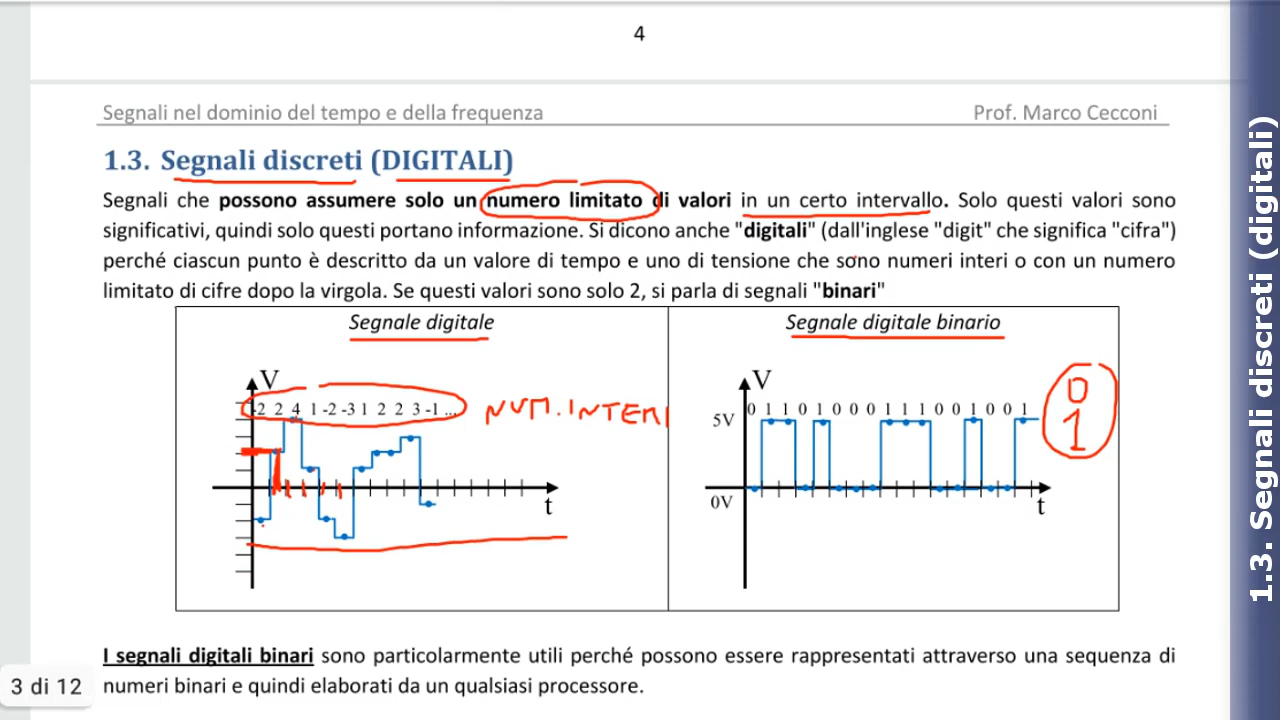 4
Segnali nel dominio del tempo e della frequenza Prof. Marco Cecconi
1.3. Segnali discreti (DIGITALI)
Segnali che possono assumere solo un numero limitato di valori in un certo intervallo. Solo questi valori sono
significativi, quindi solo questi portano informazione. Si dicono anche "digitali" (dall'inglese "digit" che significa "cifra")
perché ciascun punto è descritto da un valore di tempo e uno di tensione che sono numeri interi o con un numero
limitato di cifre dopo la virgola. Se questi valori sono solo 2, si parla di segnali "binari"
Segnale digitale
V
-2 2 4 1 -2 -3 1 2 2 3 -1 ...
NUM. INTERI
t
Segnale digitale binario
V
0 1 1 0 1 0 0 0 1 1 1 0 0 1 0 0 1
5V
0V
t
0
1
I segnali digitali binari sono particolarmente utili perché possono essere rappresentati attraverso una sequenza di
numeri binari e quindi elaborati da un qualsiasi processore.
3 di 12
1.3. Segnali discreti (digitali)